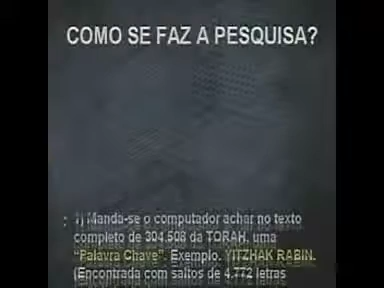 COMO SE FAZ A PESQUISA?
: 1) Manda-se o computador achar no texto
completo de 304.508 da TORAH, uma
“Palavra Chave”. Exemplo. YITZHAK RABIN.
(Encontrada com saltos de 4.772 letras